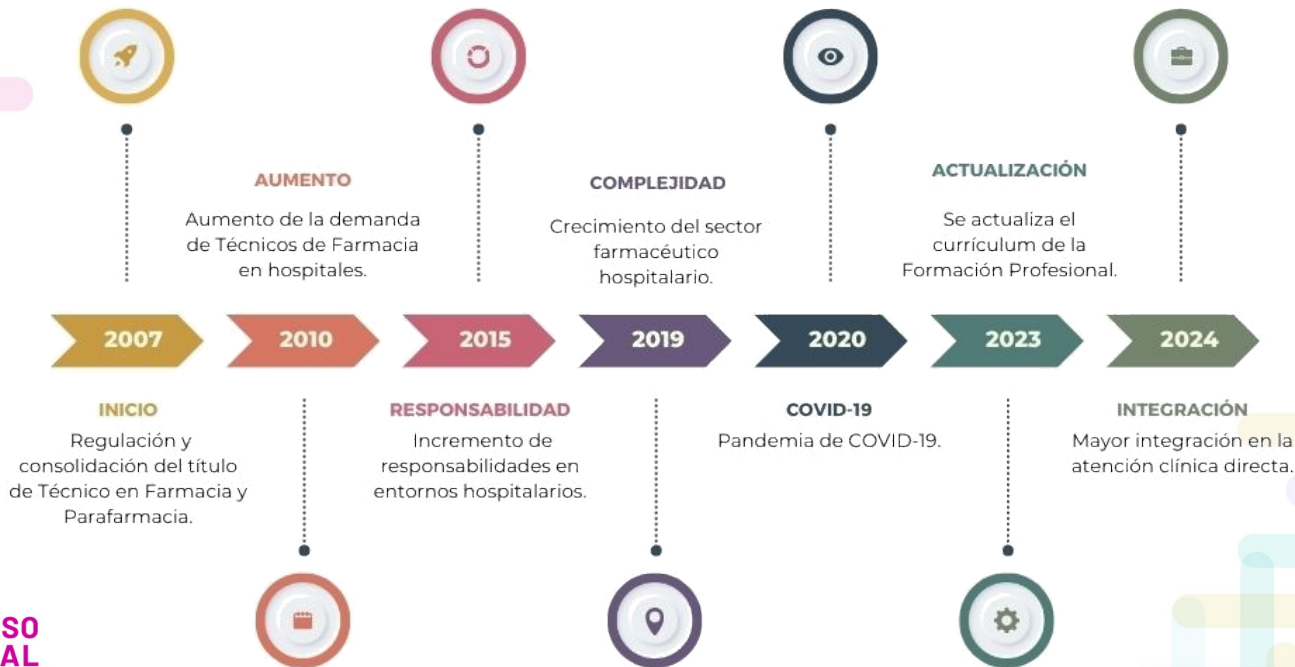 AUMENTO
Aumento de la demanda
de Técnicos de Farmacia
en hospitales.
COMPLEJIDAD
Crecimiento del sector
farmacéutico
hospitalario.
ACTUALIZACIÓN
Se actualiza el
currículum de la
Formación Profesional.
2007
2010
2015
2019
2020
2023
2024
INICIO
Regulación y
consolidación del título
de Técnico en Farmacia y
Parafarmacia.
RESPONSABILIDAD
Incremento de
responsabilidades en
entornos hospitalarios.
COVID-19
Pandemia de COVID-19.
INTEGRACIÓN
Mayor integración en la
atención clínica directa.
SO
AL